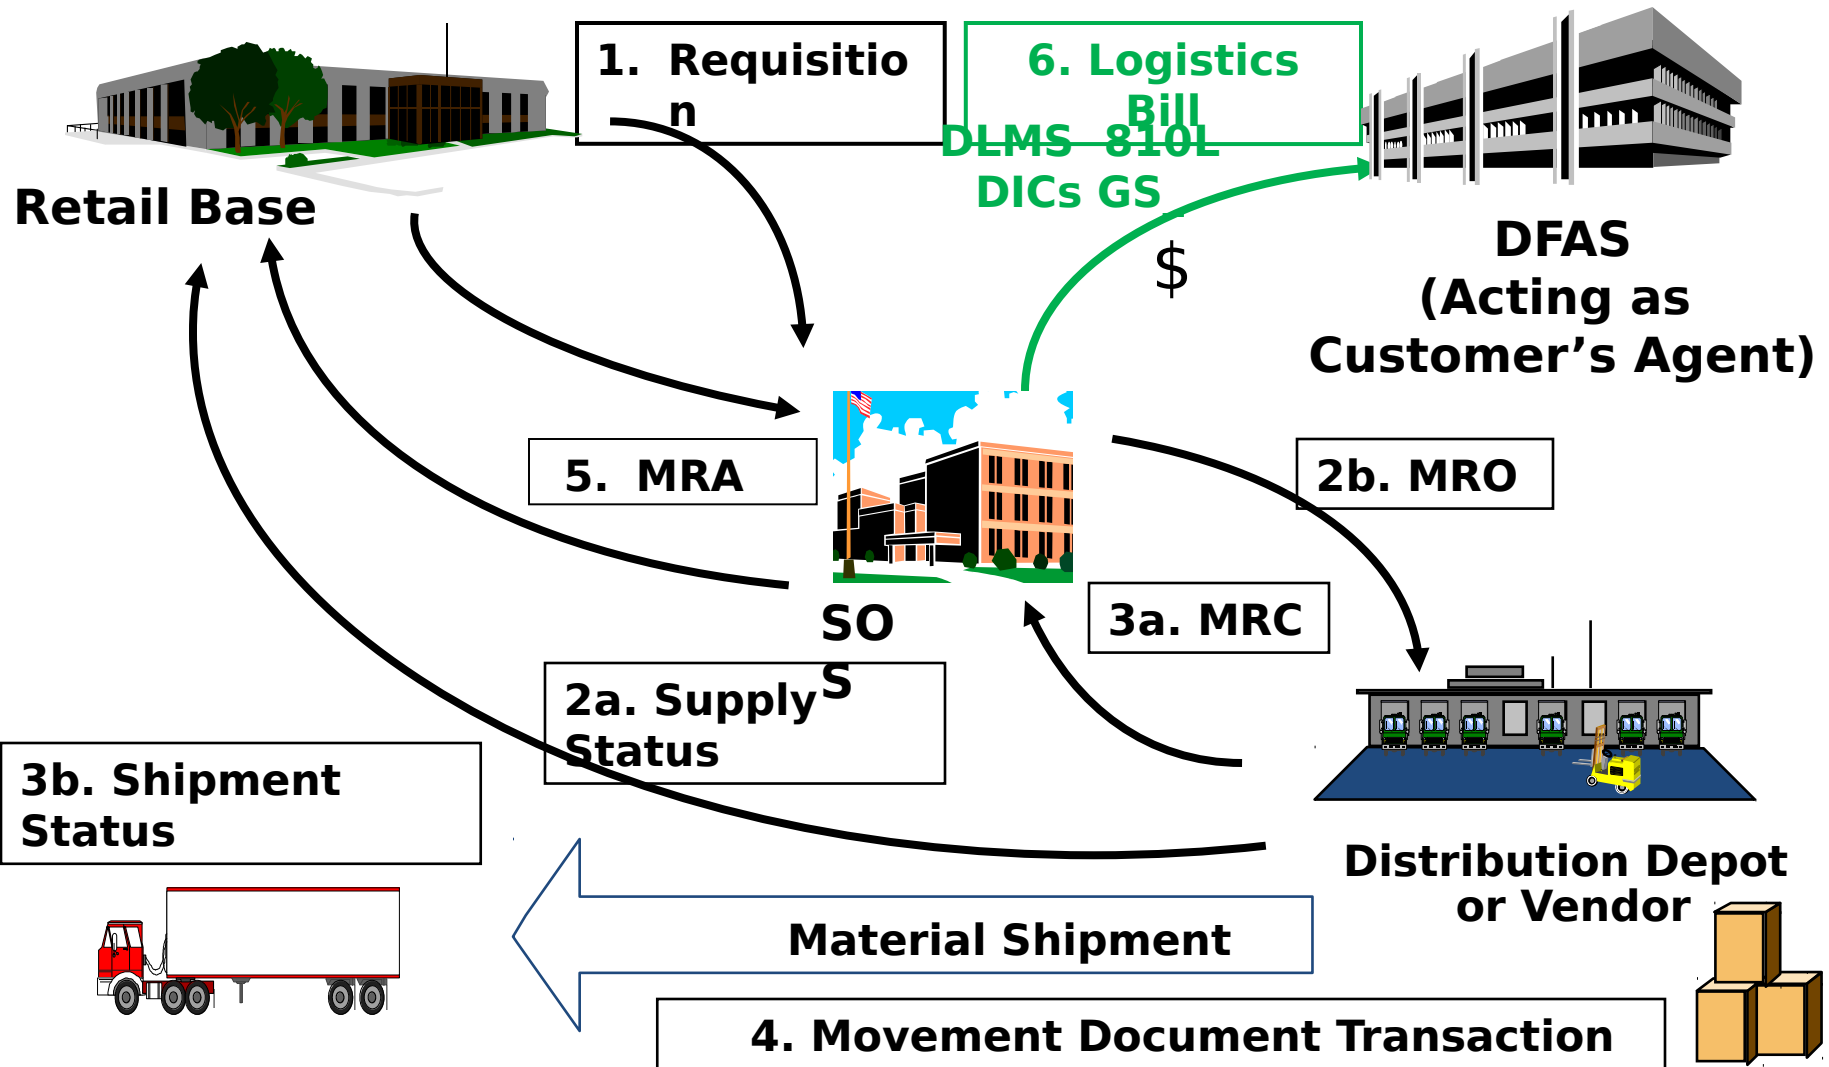 1. Requisitio
n
6. Logistics
Bill
DLMS 810L
DICs GS_
$
Retail Base
DFAS
(Acting as
Customer’s Agent)
5. MRA
2b. MRO
SO
S
3a. MRC
2a. Supply
Status
3b. Shipment
Status
Distribution Depot
or Vendor
Material Shipment
4. Movement Document Transaction